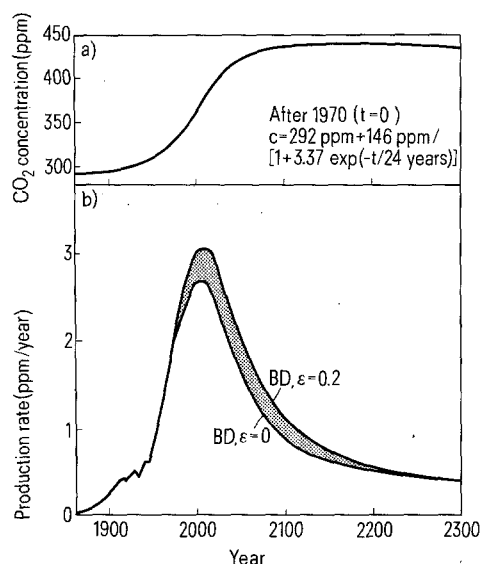 450
400
350
300
CO2 concentration (ppm)
a)
After 1970 (t=0)
c=292 ppm+146 ppm/
[1+3.37 exp(-t/24 years)]
b)
3
2
1
0
Production rate (ppm/year)
BD, ε=0.2
BD, ε=0
1900
2000
2100
2200
2300
Year